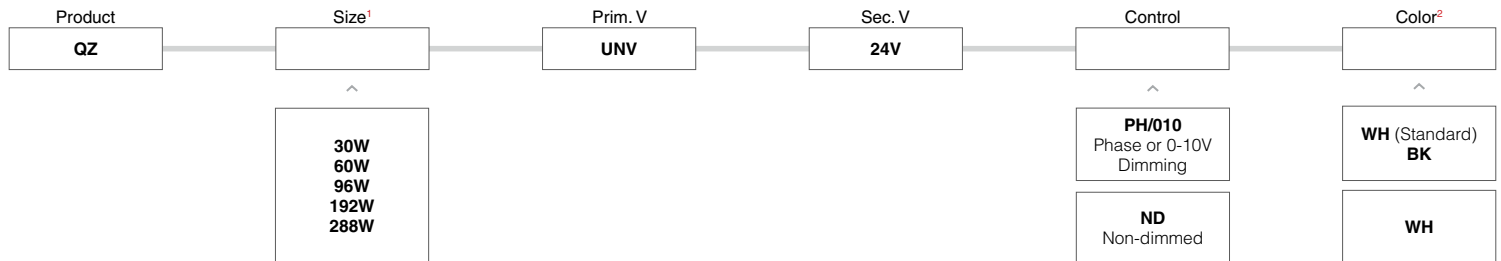 Product
Size¹
Prim. V
Sec. V
Control
Color²
QZ
UNV
24V
30W
60W
96W
192W
288W
PH/010
Phase or 0-10V
Dimming
ND
Non-dimmed
WH (Standard)
BK
WH